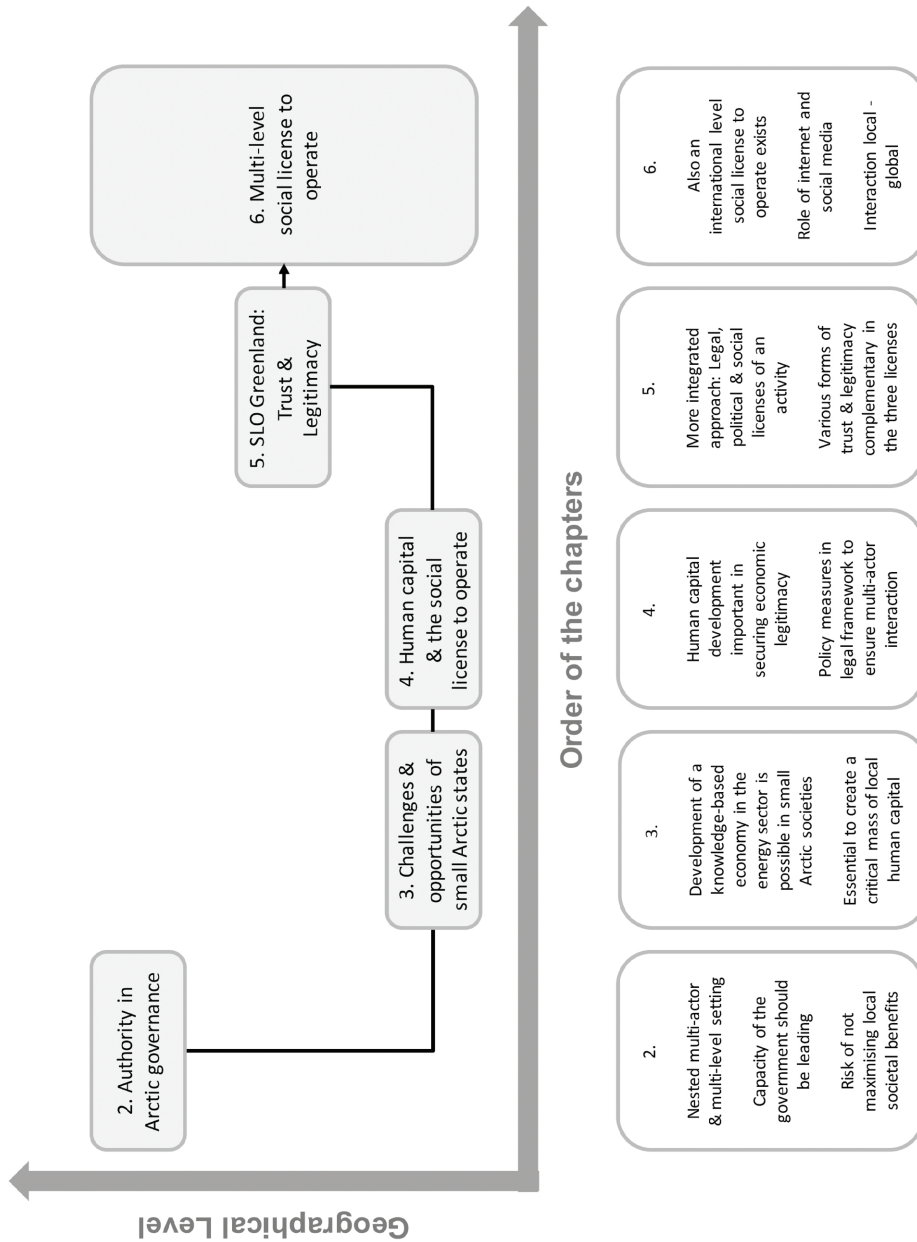 Geographical Level
2. Authority in
Arctic governance
3. Challenges &
opportunities of
small Arctic states
4. Human capital
& the social
license to operate
5. SLO Greenland:
Trust &
Legitimacy
6. Multi-level
social license to
operate
Order of the chapters
2.
Nested multi-actor
& multi-level setting
Capacity of the
government should
be leading
Risk of not
maximising local
societal benefits
3.
Development of a
knowledge-based
economy in the
energy sector is
possible in small
Arctic societies
Essential to create a
critical mass of local
human capital
4.
Human capital
development
important in
securing economic
legitimacy
Policy measures in
legal framework to
ensure multi-actor
interaction
5.
More integrated
approach: Legal,
political & social
licenses of an
activity
Various forms of
trust & legitimacy
complementary in
the three licenses
6.
Also an
international level
social license to
operate exists
Role of internet and
social media
Interaction local -
global